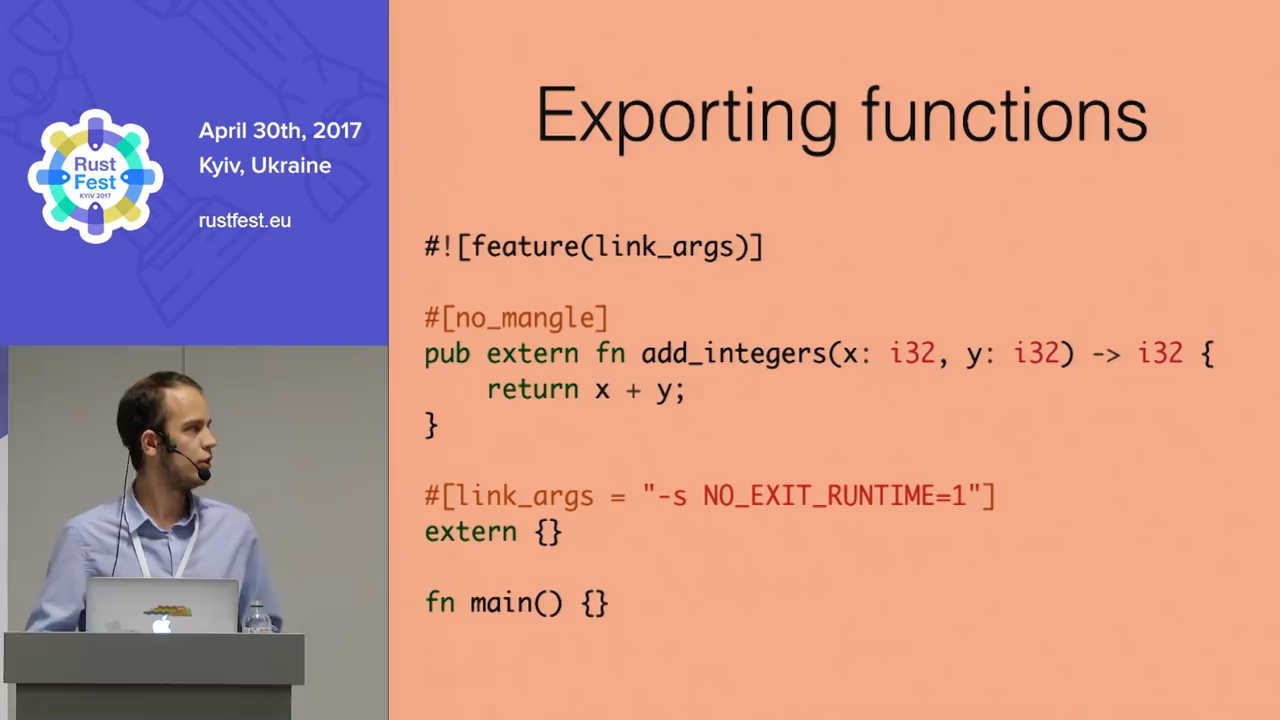 April 30th, 2017
Kyiv, Ukraine
rustfest.eu
Rust
Fest
KYIV 2017
Exporting functions
#![feature(link_args)]
#[no_mangle]
pub extern fn add_integers(x: i32, y: i32) -> i32 {
    return x + y;
}
#[link_args = "-s NO_EXIT_RUNTIME=1"]
extern {}
fn main() {}